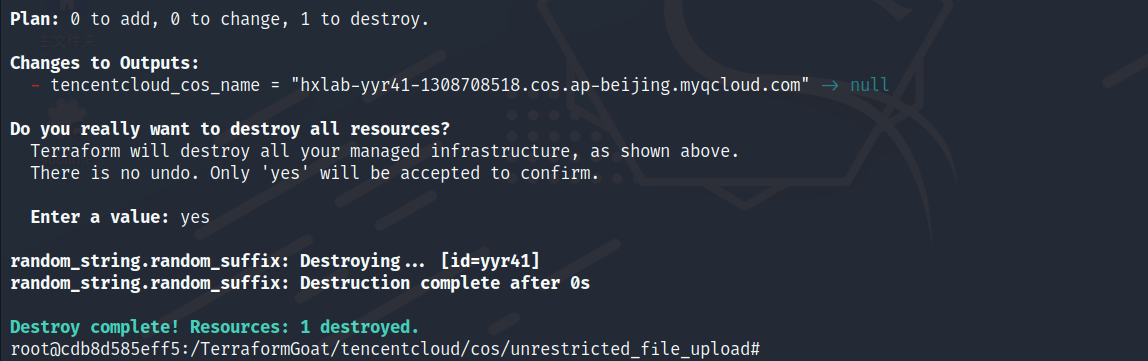 Plan: 0 to add, 0 to change, 1 to destroy.
Changes to Outputs:
- tencentcloud_cos_name = "hxlab-yyr41-1308708518.cos.ap-beijing.myqcloud.com" -> null
Do you really want to destroy all resources?
Terraform will destroy all your managed infrastructure, as shown above.
There is no undo. Only 'yes' will be accepted to confirm.
Enter a value: yes
random_string.random_suffix: Destroying... [id=yyr41]
random_string.random_suffix: Destruction complete after 0s
Destroy complete! Resources: 1 destroyed.
root@cdb8d585eff5:/TerraformGoat/tencentcloud/cos/unrestricted_file_upload#